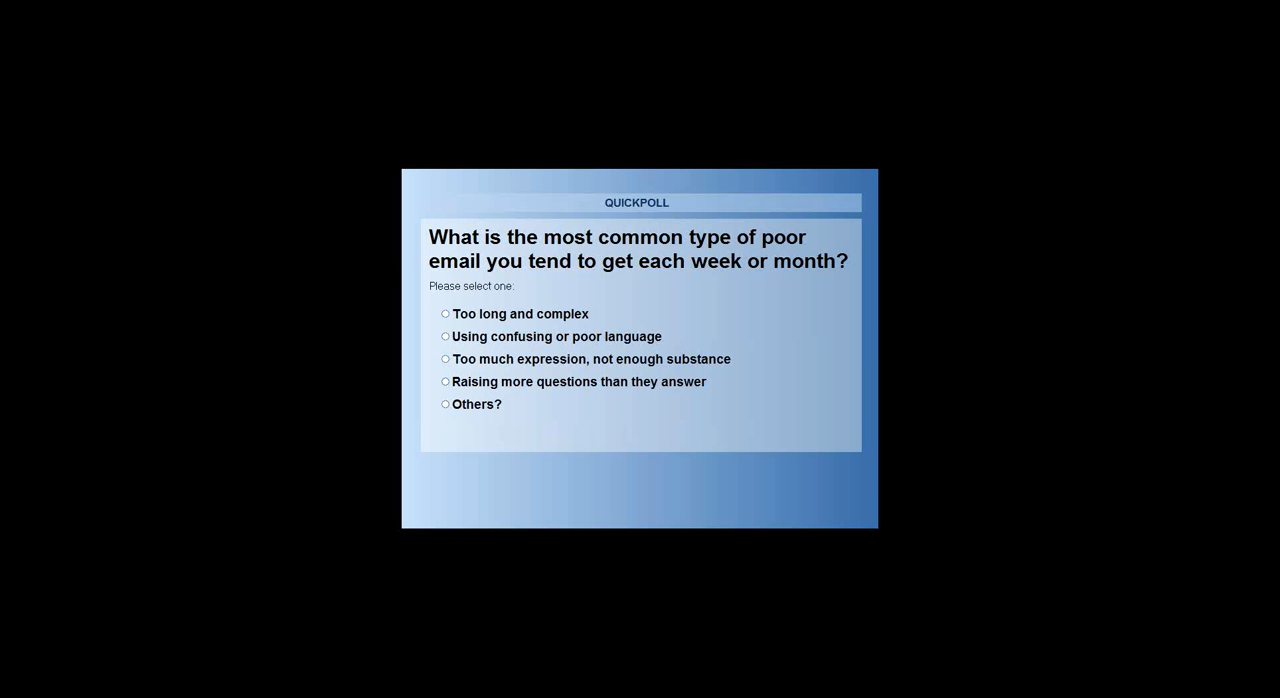 QUICKPOLL
What is the most common type of poor
email you tend to get each week or month?
Please select one:
Too long and complex
Using confusing or poor language
Too much expression, not enough substance
Raising more questions than they answer
Others?